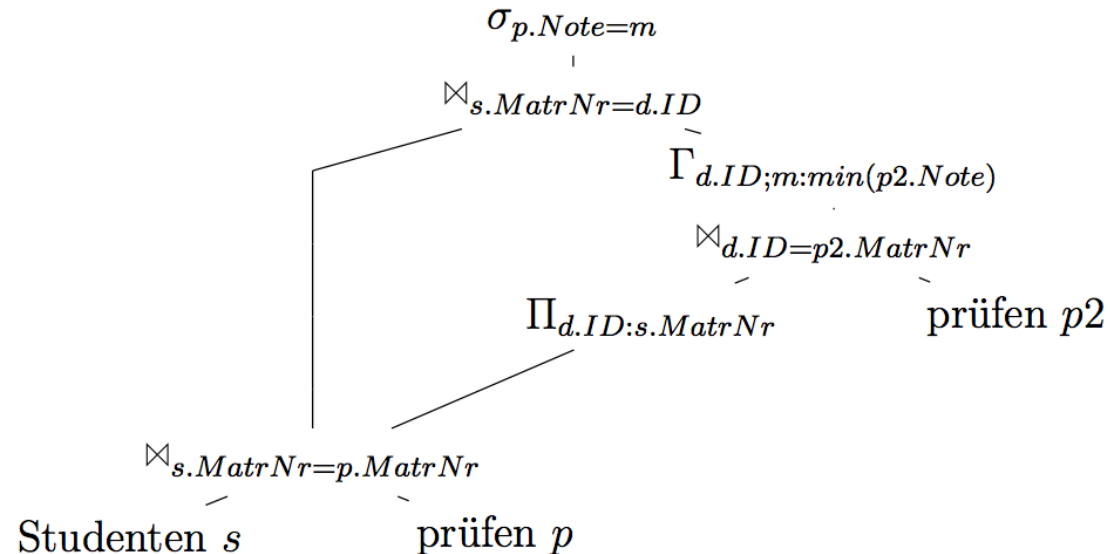 σp.Note=m
⋈s.MatrNr=d.ID
Γd.ID;m:min(p2.Note)
⋈d.ID=p2.MatrNr
Πd.ID:s.MatrNr
prüfen p2
⋈s.MatrNr=p.MatrNr
Studenten s
prüfen p